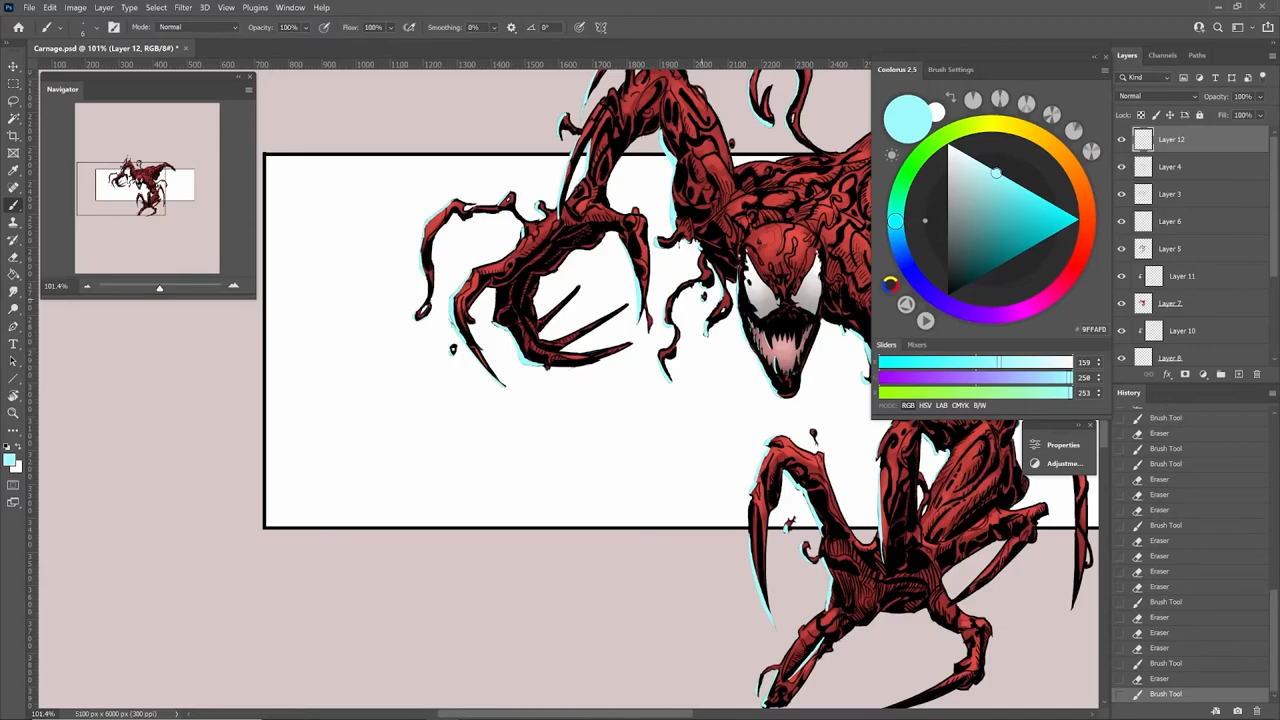 File Edit Image Layer Type Select Filter 3D View Plugins Window Help
Mode: Normal Opacity: 100% Flow: 100% Smoothing: 0% 0°
6
Carnage.psd @ 101% (Layer 12, RGB/8#) * ×
Navigator
101.4%
Coolorus 2.5 Brush Settings
# 9FFAFD
Sliders Mixers
159
250
253
MODE: RGB HSV LAB CMYK B/W
Properties
Adjustme...
Layers Channels Paths
Kind
Normal Opacity: 100%
Lock: Fill: 100%
Layer 12
Layer 4
Layer 3
Layer 6
Layer 5
Layer 11
Layer 7
Layer 10
Layer 8
History
Brush Tool
Eraser
Brush Tool
Brush Tool
Eraser
Eraser
Eraser
Brush Tool
Eraser
Eraser
Eraser
Eraser
Brush Tool
Eraser
Eraser
Eraser
Brush Tool
Eraser
Brush Tool
101.4% 5100 px x 6000 px (300 ppi)